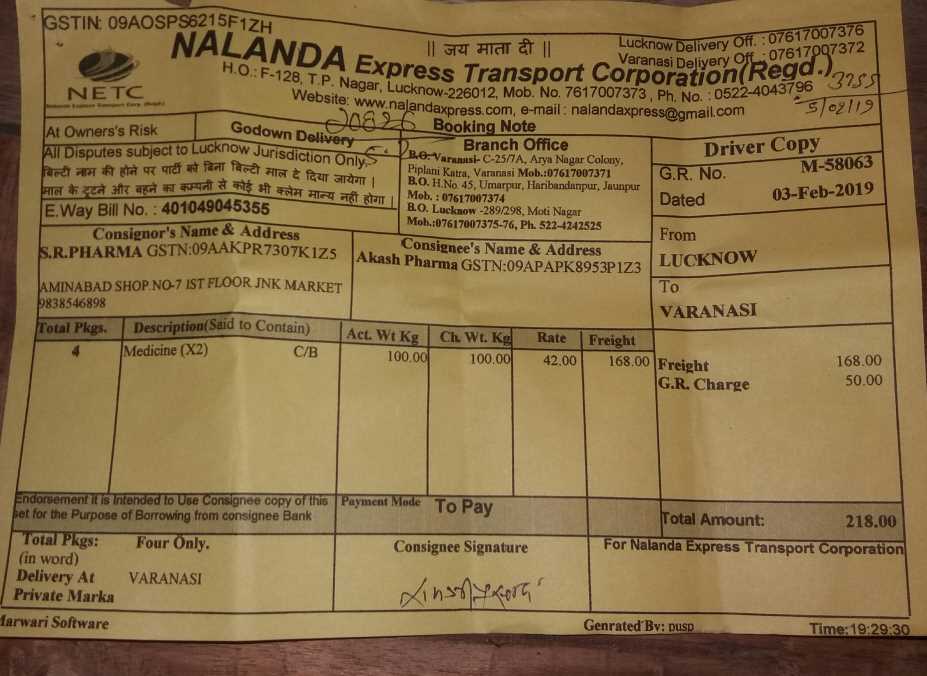 GSTIN: 09AOSPS6215F1ZH
|| जय माता दी ||
Lucknow Delivery Off. : 07617007376
Varanasi Delivery Off : 07617007372
NETC
NALANDA Express Transport Corporation(Regd.)
H.O.: F-128, T.P. Nagar, Lucknow-226012, Mob. No. 7617007373, Ph. No. : 0522-4043796
Website: www.nalandaxpress.com, e-mail : nalandaxpress@gmail.com
3255
5/02/19
20826
At Owners's Risk
Godown Delivery
Booking Note
All Disputes subject to Lucknow Jurisdiction Only.
बिल्टी नाम की होने पर पार्टी को बिना बिल्टी माल दे दिया जायेगा |
माल के टूटने और बहने का कम्पनी से कोई भी क्लेम मान्य नहीं होगा |
E.Way Bill No. : 401049045355
Branch Office
B.O. Varanasi- C-25/7A, Arya Nagar Colony,
Piplani Katra, Varanasi Mob.:07617007371
B.O. H.No. 45, Umarpur, Haribandanpur, Jaunpur
Mob. : 07617007374
B.O. Lucknow -289/298, Moti Nagar
Mob.:07617007375-76, Ph. 522-4242525
Driver Copy
G.R. No. M-58063
Dated 03-Feb-2019
Consignor's Name & Address
S.R.PHARMA GSTN:09AAKPR7307K1Z5
AMINABAD SHOP.NO-7 IST FLOOR JNK MARKET
9838546898
Consignee's Name & Address
Akash Pharma GSTN:09APAPK8953P1Z3
From
LUCKNOW
To
VARANASI
Total Pkgs. Description(Said to Contain) Act. Wt Kg Ch. Wt. Kg Rate Freight
4 Medicine (X2) C/B 100.00 100.00 42.00 168.00
Freight 168.00
G.R. Charge 50.00
Endorsement it is Intended to Use Consignee copy of this
set for the Purpose of Borrowing from consignee Bank
Payment Mode To Pay
Total Amount: 218.00
Total Pkgs: Four Only.
(in word)
Delivery At VARANASI
Private Marka
Consignee Signature
For Nalanda Express Transport Corporation
Marwari Software
Genrated By: DUSP
Time:19:29:30